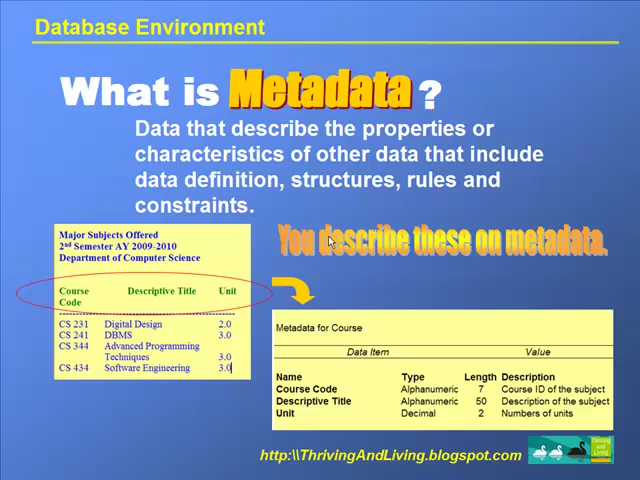 Database Environment
What is Metadata ?
Data that describe the properties or
characteristics of other data that include
data definition, structures, rules and
constraints.
Major Subjects Offered
2nd Semester AY 2009-2010
Department of Computer Science
Course Code Descriptive Title Unit
CS 231 Digital Design 2.0
CS 241 DBMS 3.0
CS 344 Advanced Programming
Techniques 3.0
CS 434 Software Engineering 3.0
You describe these on metadata.
Metadata for Course
Data Item Value
Name Type Length Description
Course Code Alphanumeric 7 Course ID of the subject
Descriptive Title Alphanumeric 50 Description of the subject
Unit Decimal 2 Numbers of units
http:\\ThrivingAndLiving.blogspot.com
Thriving
and
Living